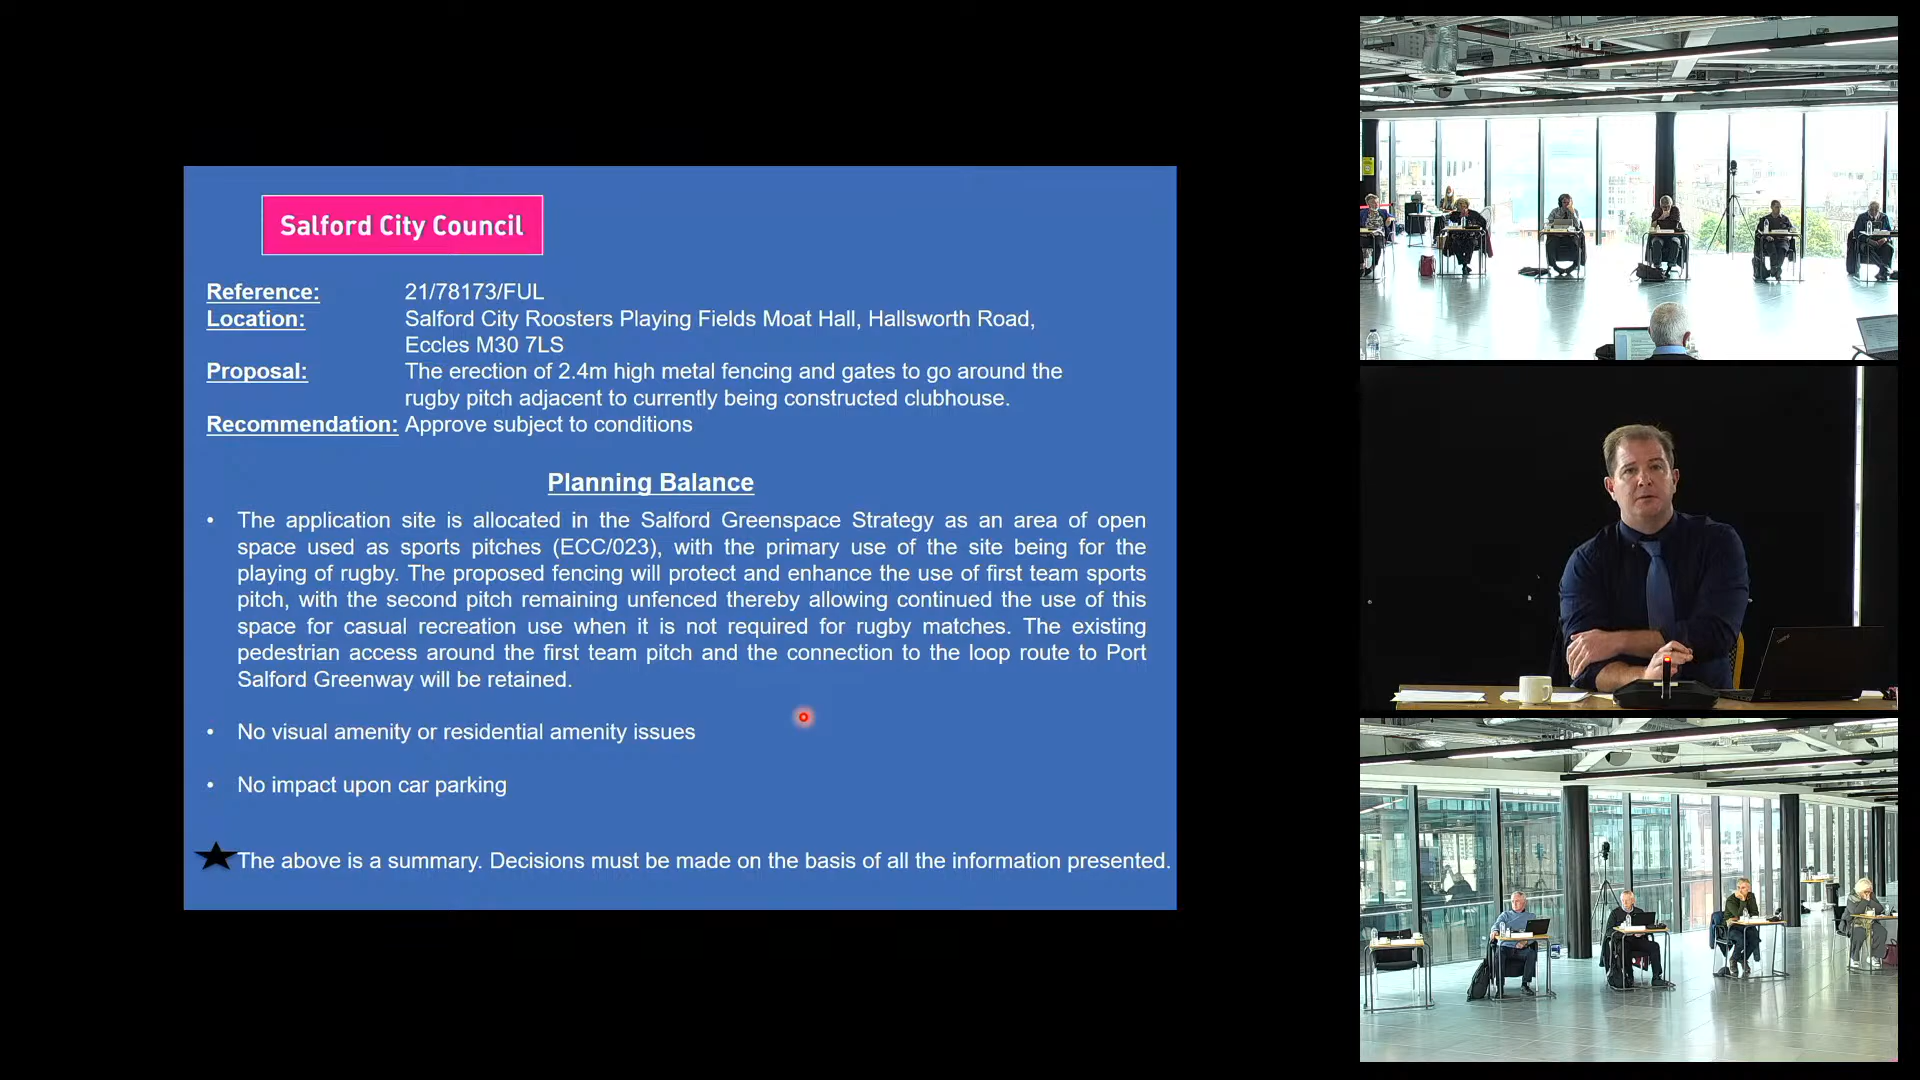 Salford City Council
Reference: 21/78173/FUL
Location: Salford City Roosters Playing Fields Moat Hall, Hallsworth Road,
Eccles M30 7LS
Proposal: The erection of 2.4m high metal fencing and gates to go around the
rugby pitch adjacent to currently being constructed clubhouse.
Recommendation: Approve subject to conditions
Planning Balance
• The application site is allocated in the Salford Greenspace Strategy as an area of open
space used as sports pitches (ECC/023), with the primary use of the site being for the
playing of rugby. The proposed fencing will protect and enhance the use of first team sports
pitch, with the second pitch remaining unfenced thereby allowing continued the use of this
space for casual recreation use when it is not required for rugby matches. The existing
pedestrian access around the first team pitch and the connection to the loop route to Port
Salford Greenway will be retained.
• No visual amenity or residential amenity issues
• No impact upon car parking
The above is a summary. Decisions must be made on the basis of all the information presented.